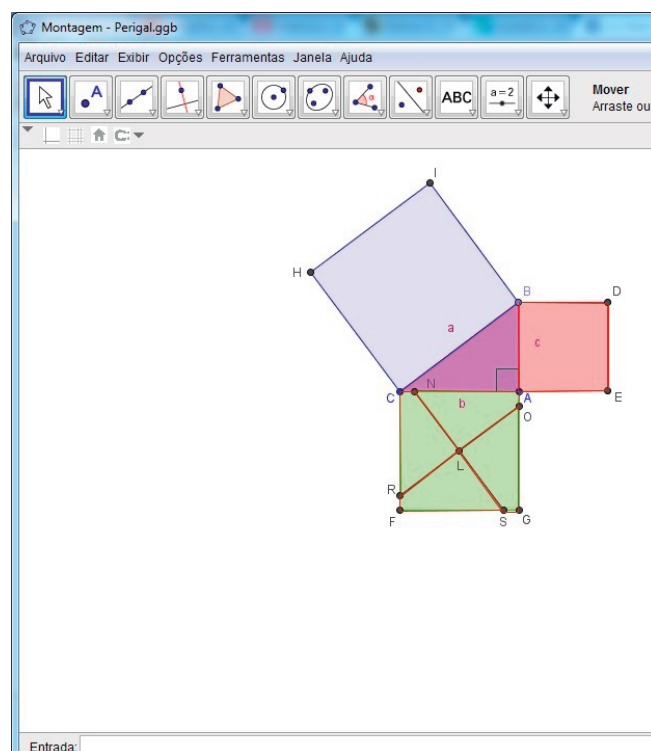 Montagem - Perigal.ggb
Arquivo Editar Exibir Opções Ferramentas Janela Ajuda
A
ABC
a=2
Mover
Arraste ou
I
H
B
D
a
c
C
N
A
E
b
O
L
R
F
S
G
Entrada: